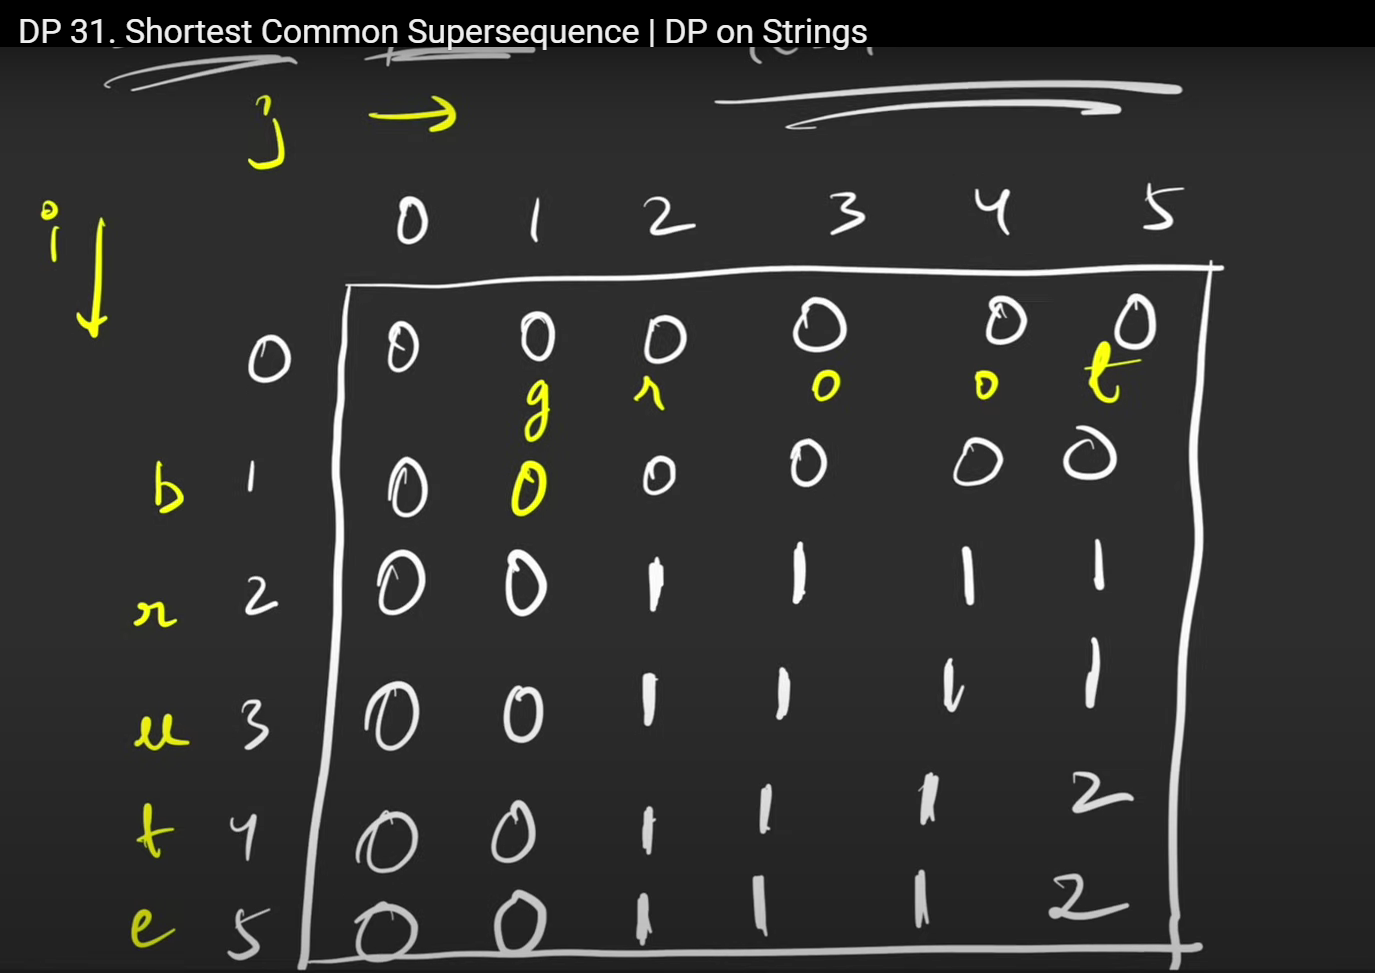 DP 31. Shortest Common Supersequence | DP on Strings
j →
i ↓
0 1 2 3 4 5
0 0 0 0 0 0 0
g r o o t
b 1 0 0 0 0 0 0
r 2 0 0 1 1 1 1
u 3 0 0 1 1 1 1
t 4 0 0 1 1 1 2
e 5 0 0 1 1 1 2